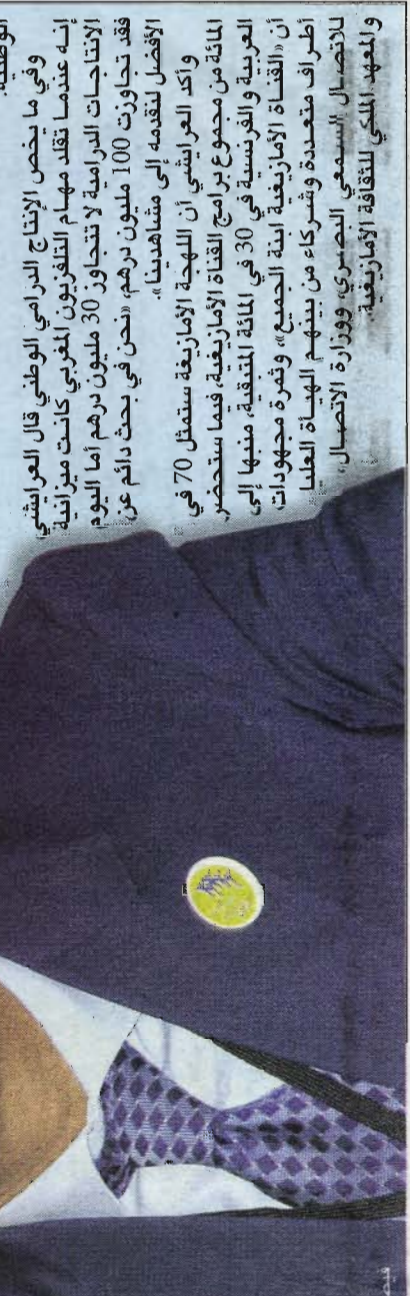 الوطنية.
وفي ما يخص الإنتاج الدرامي الوطني قال العرايشي
إنه عندما تقلد مهام التلفزيون المغربي كانت ميزانية
الانتاجات الدرامية لا تتجاوز 30 مليون درهم أما اليوم
فقد تجاوزت 100 مليون درهم، «نحن في بحث دائم عن
الأفضل لنقدمه إلى مشاهدينا».
وأكد العرايشي أن اللهجة الأمازيغة ستمثل 70 في
المائة من مجموع برامج القناة الأمازيغية، فيما ستحضر
العربية والفرنسية في 30 في المائة المتبقية، منبها إلى
أن «القناة الأمازيغية ابنة الجميع»، وثمرة مجهودات
أطراف متعددة وشركاء من بينهم الهيأة العليا
للاتصال السمعي البصري، ووزارة الاتصال،
والمعهد الملكي للثقافة الأمازيغية.